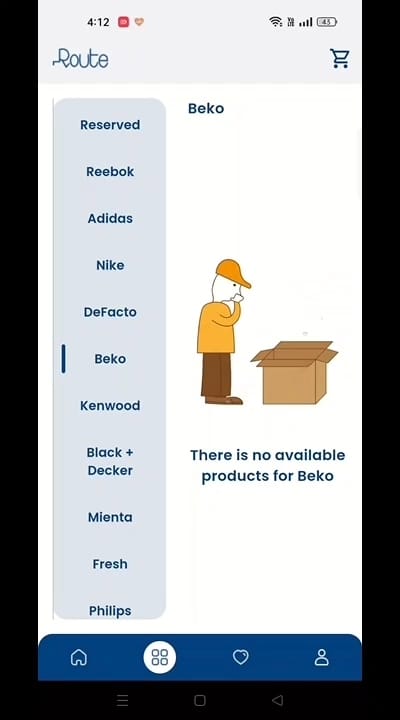 4:12
45
Route
Reserved
Reebok
Adidas
Nike
DeFacto
Beko
Kenwood
Black +
Decker
Mienta
Fresh
Philips
Beko
There is no available
products for Beko